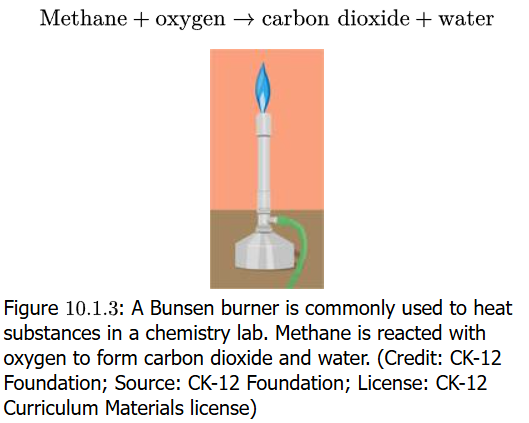 Methane + oxygen → carbon dioxide + water
Figure 10.1.3: A Bunsen burner is commonly used to heat
substances in a chemistry lab. Methane is reacted with
oxygen to form carbon dioxide and water. (Credit: CK-12
Foundation; Source: CK-12 Foundation; License: CK-12
Curriculum Materials license)